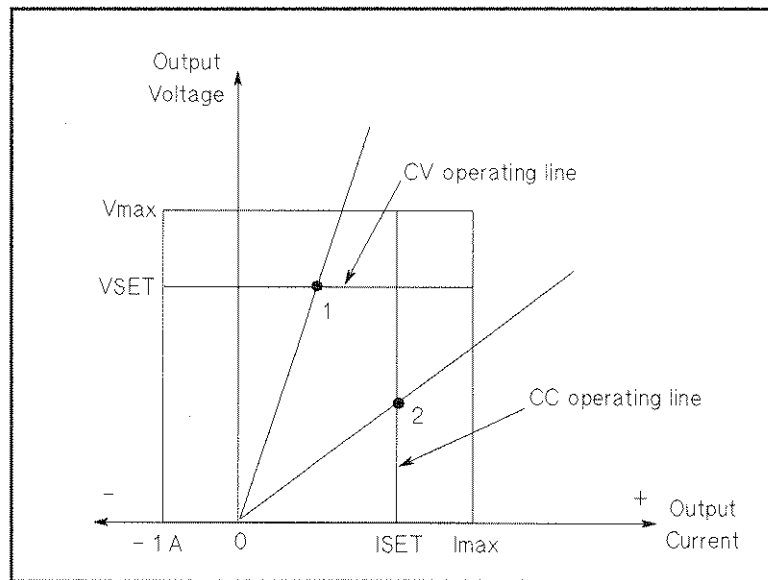 Output
Voltage
CV operating line
Vmax
VSET
1
2
CC operating line
-
+
Output
Current
- 1 A
0
ISET
Imax